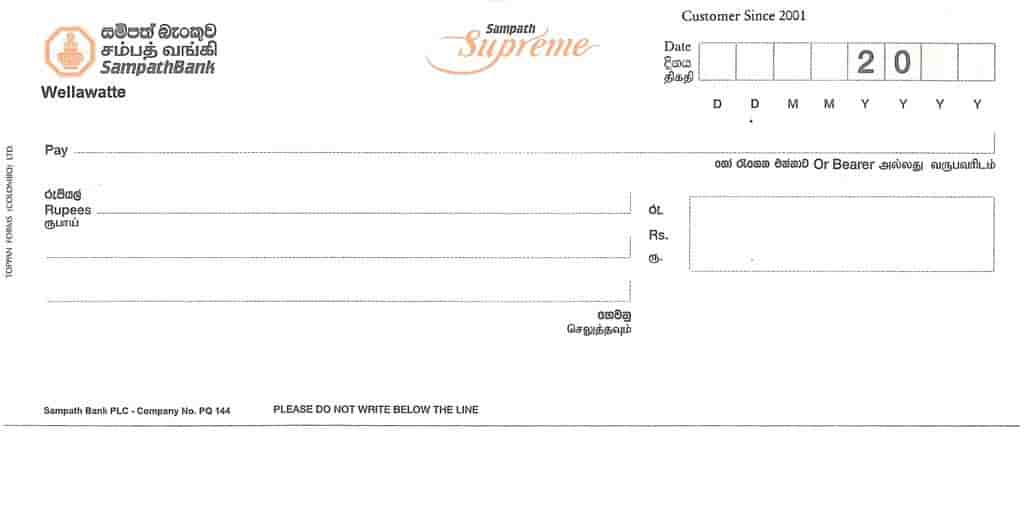 සම්පත් බැංකුව
சம்பத் வங்கி
SampathBank
Wellawatte
Sampath
Supreme
Customer Since 2001
Date
දිනය
திகதி
2 0
D D M M Y Y Y Y
Pay
හෝ රැගෙන එන්නාට Or Bearer அல்லது வருபவரிடம்
රුපියල්
Rupees
ரூபாய்
රු.
Rs.
ரூ.
ගෙවනු
செலுத்தவும்
TOPPAN FORMS (COLOMBO) LTD.
Sampath Bank PLC - Company No. PQ 144
PLEASE DO NOT WRITE BELOW THE LINE